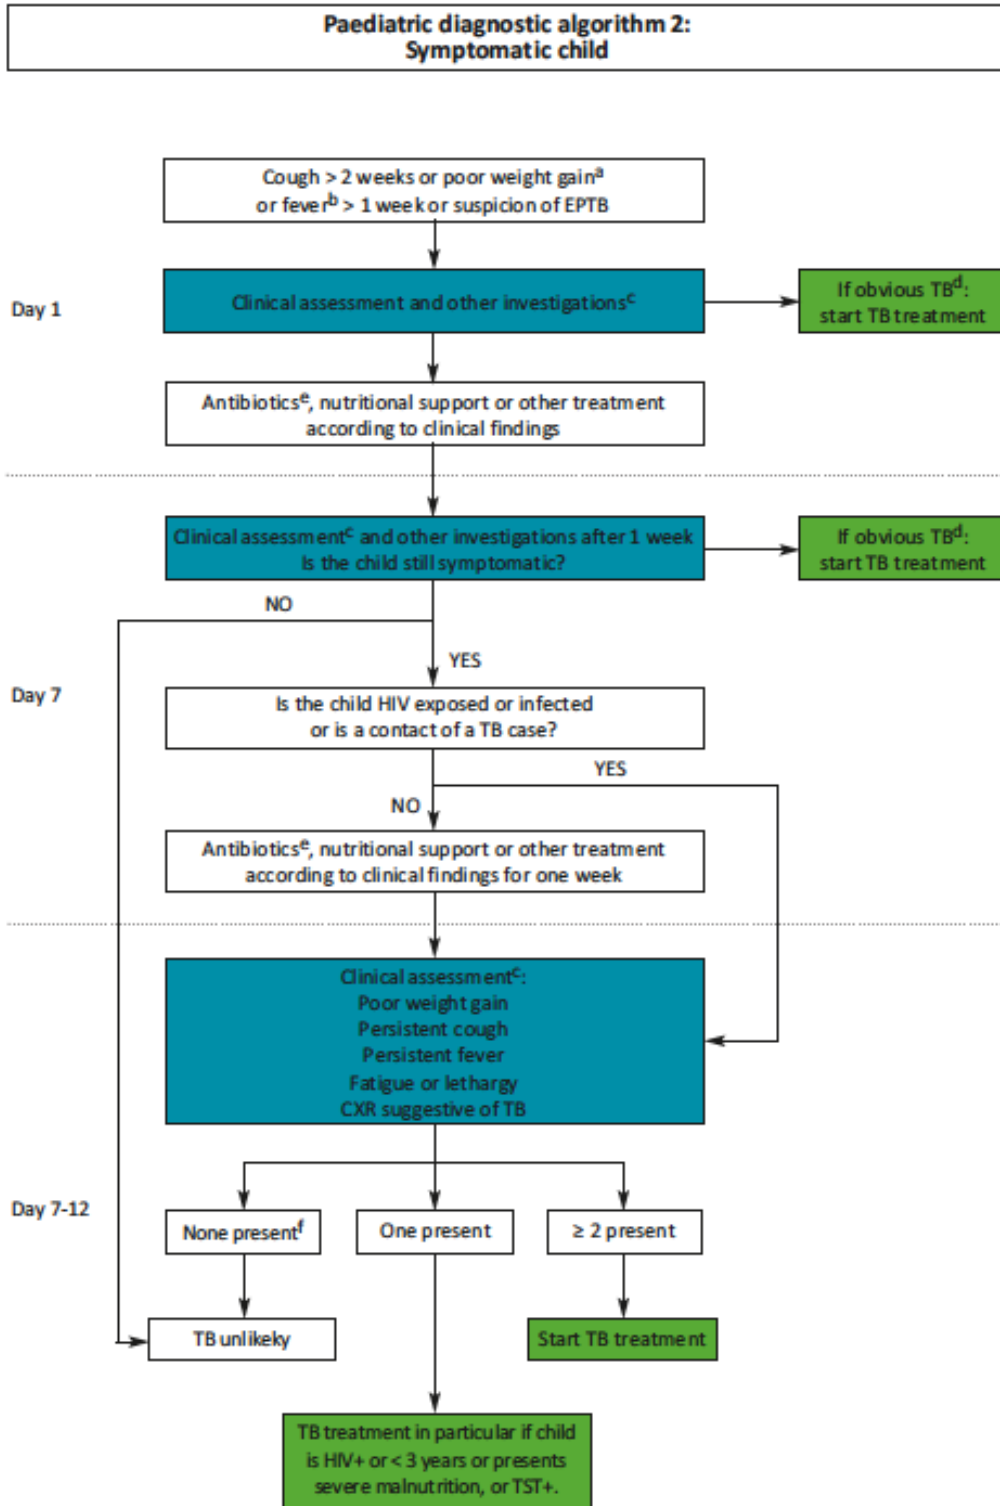 Paediatric diagnostic algorithm 2:
Symptomatic child
Cough > 2 weeks or poor weight gainᵃ
or feverᵇ > 1 week or suspicion of EPTB
Day 1
Clinical assessment and other investigationsᶜ
If obvious TBᵈ:
start TB treatment
Antibioticsᵉ, nutritional support or other treatment
according to clinical findings
Clinical assessmentᶜ and other investigations after 1 week
Is the child still symptomatic?
If obvious TBᵈ:
start TB treatment
NO
YES
Day 7
Is the child HIV exposed or infected
or is a contact of a TB case?
YES
NO
Antibioticsᵉ, nutritional support or other treatment
according to clinical findings for one week
Clinical assessmentᶜ:
Poor weight gain
Persistent cough
Persistent fever
Fatigue or lethargy
CXR suggestive of TB
Day 7-12
None presentᶠ
One present
≥ 2 present
TB unlikeky
Start TB treatment
TB treatment in particular if child
is HIV+ or < 3 years or presents
severe malnutrition, or TST+.